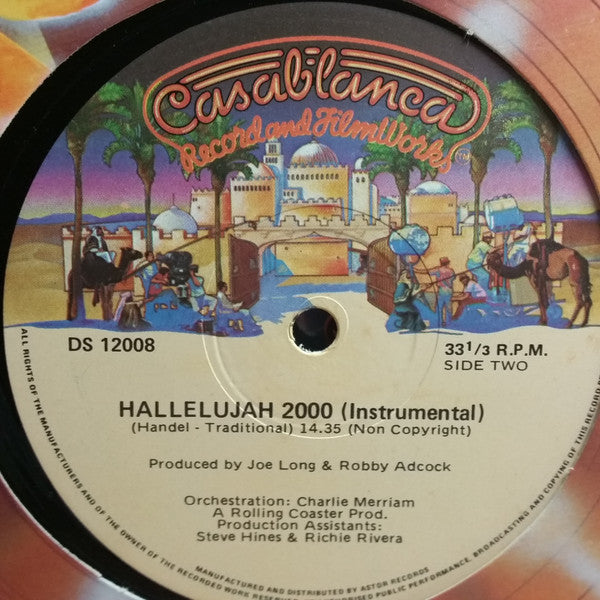 Casablanca
Record and FilmWorks
DS 12008
33 1/3 R.P.M.
SIDE TWO
HALLELUJAH 2000 (Instrumental)
(Handel - Traditional) 14.35 (Non Copyright)
Produced by Joe Long & Robby Adcock
Orchestration: Charlie Merriam
A Rolling Coaster Prod.
Production Assistants:
Steve Hines & Richie Rivera
MANUFACTURED AND DISTRIBUTED BY ASTOR RECORDS
ALL RIGHTS OF THE MANUFACTURERS AND OF THE OWNER OF THE RECORDED WORK RESERVED. UNAUTHORISED PUBLIC PERFORMANCE, BROADCASTING AND COPYING OF THIS RECORD